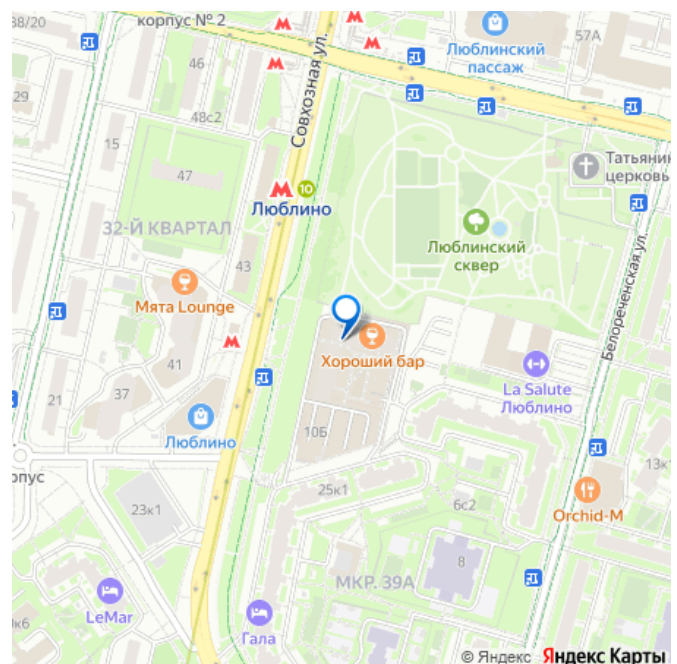 38/20
корпус № 2
46
57А
Люблинский
пассаж
29
Совхозная ул.
48с2
15
47
10
Люблино
Татьянин
церковь
Люблинский
сквер
32-Й КВАРТАЛ
43
Белореченская ул.
Мята Lounge
Хороший бар
41
La Salute
Люблино
37
21
Люблино
10Б
орпус
13к1
25к1
6с2
23к1
Orchid-M
8
МКР. 39А
LeMar
Гала
0к6
© Яндекс Яндекс Карты